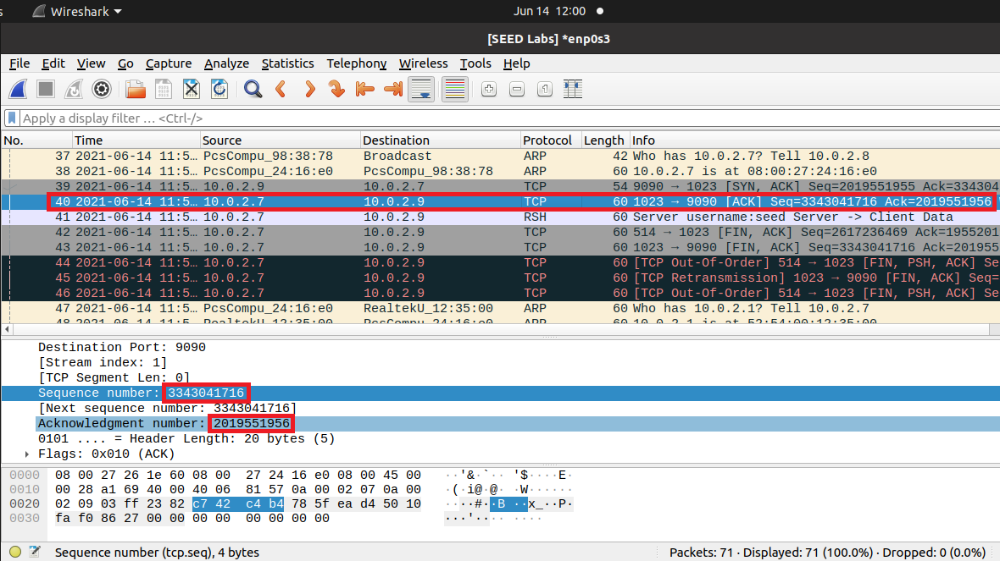 s Wireshark Jun 14 12:00
[SEED Labs] *enp0s3
File Edit View Go Capture Analyze Statistics Telephony Wireless Tools Help
Apply a display filter … <Ctrl-/>
No. Time Source Destination Protocol Length Info
37 2021-06-14 11:5… PcsCompu_98:38:78 Broadcast ARP 42 Who has 10.0.2.7? Tell 10.0.2.8
38 2021-06-14 11:5… PcsCompu_24:16:e0 PcsCompu_98:38:78 ARP 60 10.0.2.7 is at 08:00:27:24:16:e0
39 2021-06-14 11:5… 10.0.2.9 10.0.2.7 TCP 54 9090 → 1023 [SYN, ACK] Seq=2019551955 Ack=334304
40 2021-06-14 11:5… 10.0.2.7 10.0.2.9 TCP 60 1023 → 9090 [ACK] Seq=3343041716 Ack=2019551956
41 2021-06-14 11:5… 10.0.2.7 10.0.2.9 RSH 60 Server username:seed Server -> Client Data
42 2021-06-14 11:5… 10.0.2.7 10.0.2.9 TCP 60 514 → 1023 [FIN, ACK] Seq=2617236469 Ack=1955201
43 2021-06-14 11:5… 10.0.2.7 10.0.2.9 TCP 60 1023 → 9090 [FIN, ACK] Seq=3343041716 Ack=201955
44 2021-06-14 11:5… 10.0.2.7 10.0.2.9 TCP 60 [TCP Out-Of-Order] 514 → 1023 [FIN, PSH, ACK] Se
45 2021-06-14 11:5… 10.0.2.7 10.0.2.9 TCP 60 [TCP Retransmission] 1023 → 9090 [FIN, ACK] Seq=
46 2021-06-14 11:5… 10.0.2.7 10.0.2.9 TCP 60 [TCP Out-Of-Order] 514 → 1023 [FIN, PSH, ACK] Se
47 2021-06-14 11:5… PcsCompu_24:16:e0 RealtekU_12:35:00 ARP 60 Who has 10.0.2.1? Tell 10.0.2.7
48 2021-06-14 11:5… RealtekU_12:35:00 PcsCompu_24:16:e0 ARP 60 10.0.2.1 is at 52:54:00:12:35:00
Destination Port: 9090
[Stream index: 1]
[TCP Segment Len: 0]
Sequence number: 3343041716
[Next sequence number: 3343041716]
Acknowledgment number: 2019551956
0101 .... = Header Length: 20 bytes (5)
Flags: 0x010 (ACK)
0000 08 00 27 26 1e 60 08 00 27 24 16 e0 08 00 45 00 ··'&·`·· '$····E·
0010 00 28 a1 69 40 00 40 06 81 57 0a 00 02 07 0a 00 ·(·i@·@· ·W······
0020 02 09 03 ff 23 82 c7 42 c4 b4 78 5f ea d4 50 10 ····#··B ··x_··P·
0030 fa f0 86 27 00 00 00 00 00 00 00 00 ···'···· ····
Sequence number (tcp.seq), 4 bytes Packets: 71 · Displayed: 71 (100.0%) · Dropped: 0 (0.0%)